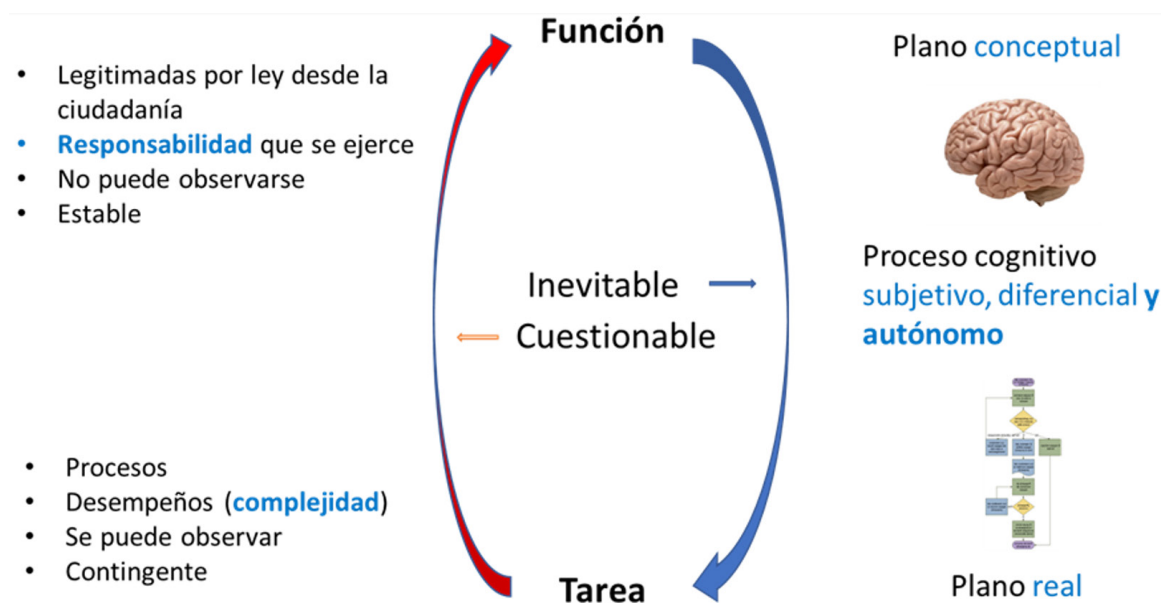 Función
Plano conceptual
• Legitimadas por ley desde la
ciudadanía
• Responsabilidad que se ejerce
• No puede observarse
• Estable
Inevitable
Cuestionable
Proceso cognitivo
subjetivo, diferencial y
autónomo
• Procesos
• Desempeños (complejidad)
• Se puede observar
• Contingente
Tarea
Plano real